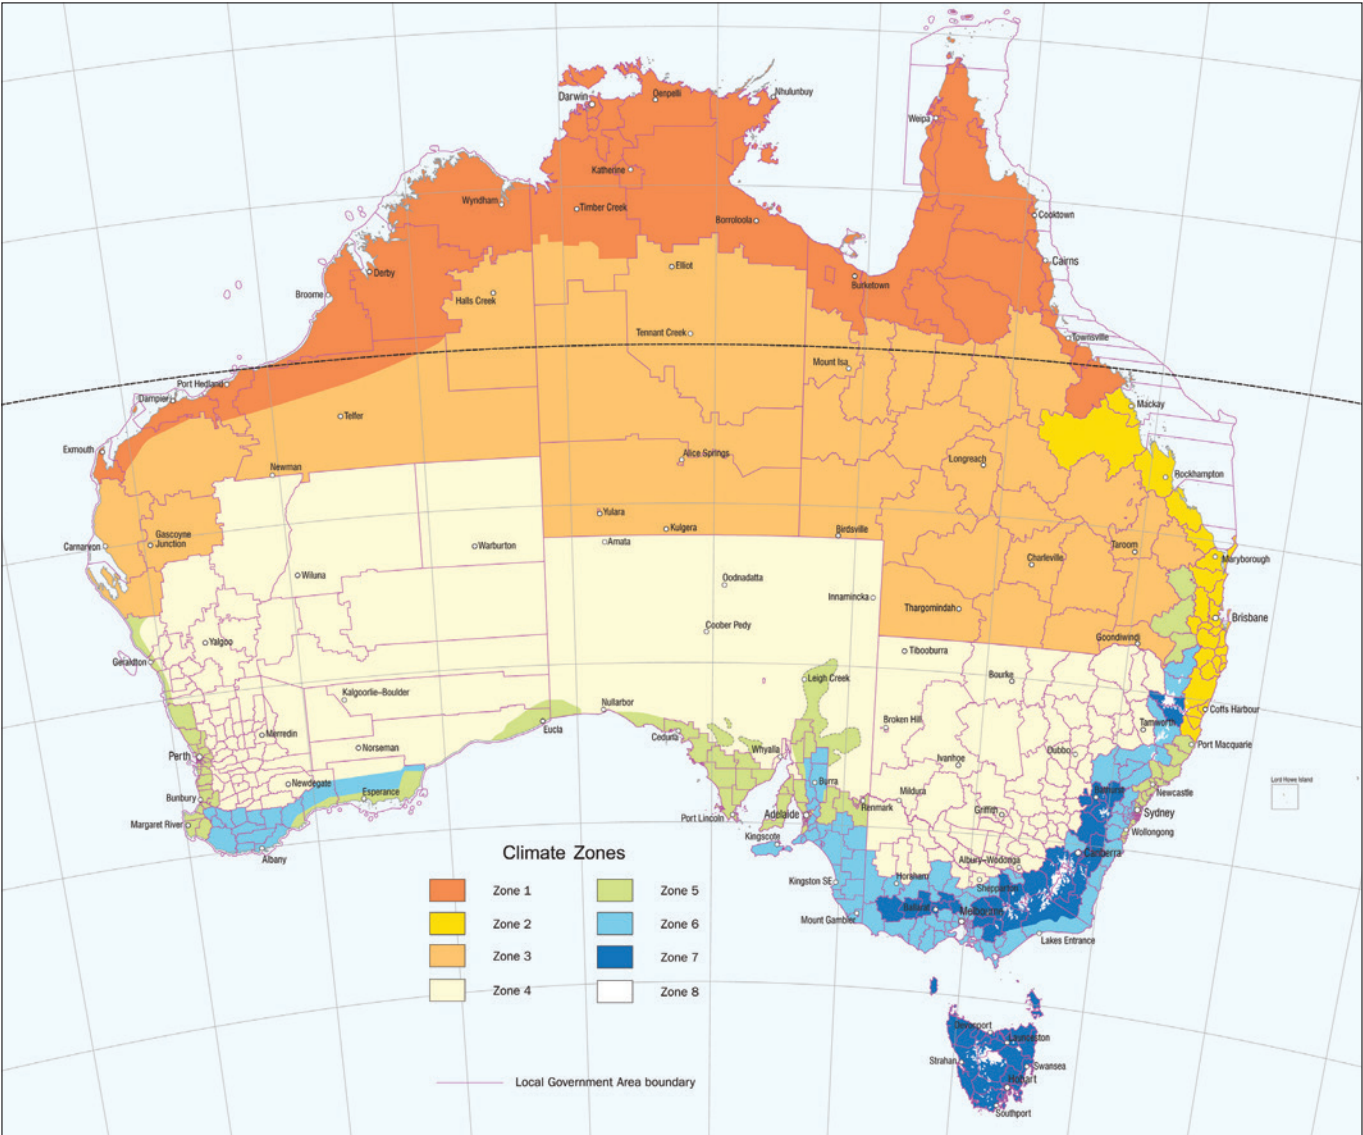 Darwin
Oenpelli
Nhulunbuy
Weipa
Katherine
Wyndham
Timber Creek
Borroloola
Cooktown
Cairns
Derby
Elliot
Burketown
Broome
Halls Creek
Tennant Creek
Townsville
Mount Isa
Port Hedland
Dampier
Mackay
Telfer
Exmouth
Alice Springs
Longreach
Newman
Rockhampton
Yulara
Kulgera
Birdsville
Gascoyne
Junction
Carnarvon
Amata
Warburton
Taroom
Charleville
Maryborough
Wiluna
Oodnadatta
Innamincka
Thargomindah
Brisbane
Coober Pedy
Goondiwindi
Yalgoo
Tibooburra
Geraldton
Leigh Creek
Bourke
Kalgoorlie–Boulder
Nullarbor
Coffs Harbour
Broken Hill
Tamworth
Eucla
Merredin
Ceduna
Norseman
Whyalla
Dubbo
Port Macquarie
Perth
Ivanhoe
Lord Howe Island
Newdegate
Burra
Mildura
Bathurst
Newcastle
Bunbury
Esperance
Renmark
Griffith
Sydney
Margaret River
Port Lincoln
Adelaide
Wollongong
Kingscote
Albany
Climate Zones
Canberra
Albury–Wodonga
Kingston SE
Horsham
Shepparton
Zone 1
Zone 5
Ballarat
Melbourne
Mount Gambier
Zone 2
Zone 6
Lakes Entrance
Zone 3
Zone 7
Zone 4
Zone 8
Devonport
Launceston
Strahan
Swansea
Hobart
Southport
Local Government Area boundary